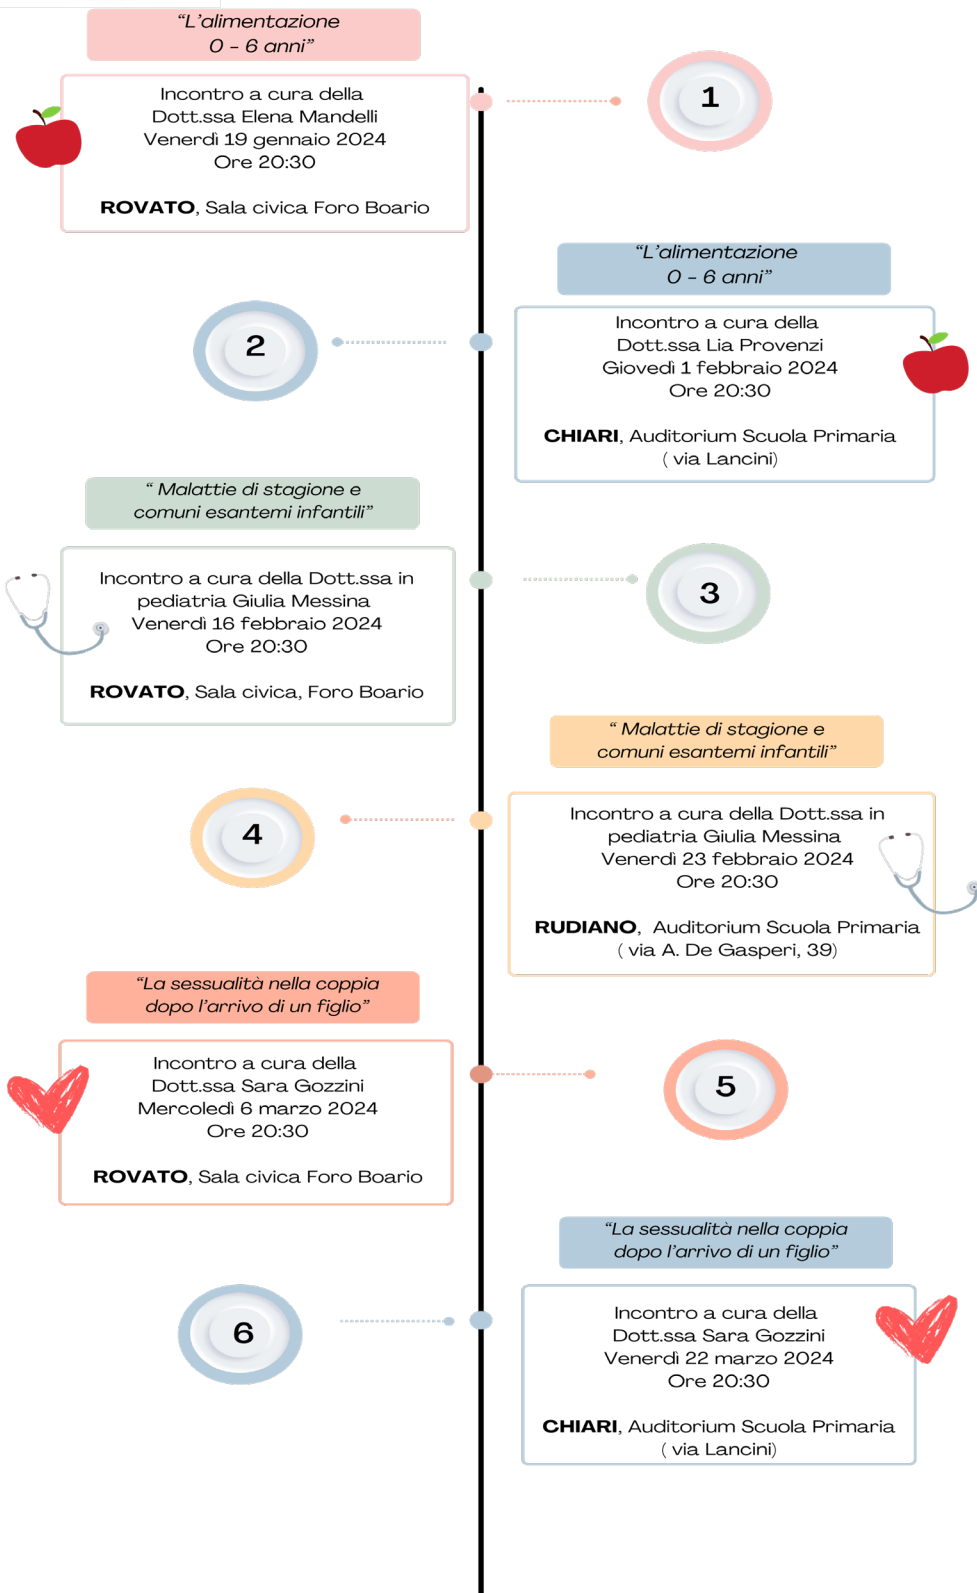 “L’alimentazione
0 - 6 anni”
Incontro a cura della
Dott.ssa Elena Mandelli
Venerdì 19 gennaio 2024
Ore 20:30
ROVATO, Sala civica Foro Boario
1
“L’alimentazione
0 - 6 anni”
2
Incontro a cura della
Dott.ssa Lia Provenzi
Giovedì 1 febbraio 2024
Ore 20:30
CHIARI, Auditorium Scuola Primaria
( via Lancini)
“ Malattie di stagione e
comuni esantemi infantili”
Incontro a cura della Dott.ssa in
pediatria Giulia Messina
Venerdì 16 febbraio 2024
Ore 20:30
ROVATO, Sala civica, Foro Boario
3
“ Malattie di stagione e
comuni esantemi infantili”
4
Incontro a cura della Dott.ssa in
pediatria Giulia Messina
Venerdì 23 febbraio 2024
Ore 20:30
RUDIANO, Auditorium Scuola Primaria
( via A. De Gasperi, 39)
“La sessualità nella coppia
dopo l’arrivo di un figlio”
Incontro a cura della
Dott.ssa Sara Gozzini
Mercoledì 6 marzo 2024
Ore 20:30
ROVATO, Sala civica Foro Boario
5
“La sessualità nella coppia
dopo l’arrivo di un figlio”
6
Incontro a cura della
Dott.ssa Sara Gozzini
Venerdì 22 marzo 2024
Ore 20:30
CHIARI, Auditorium Scuola Primaria
( via Lancini)